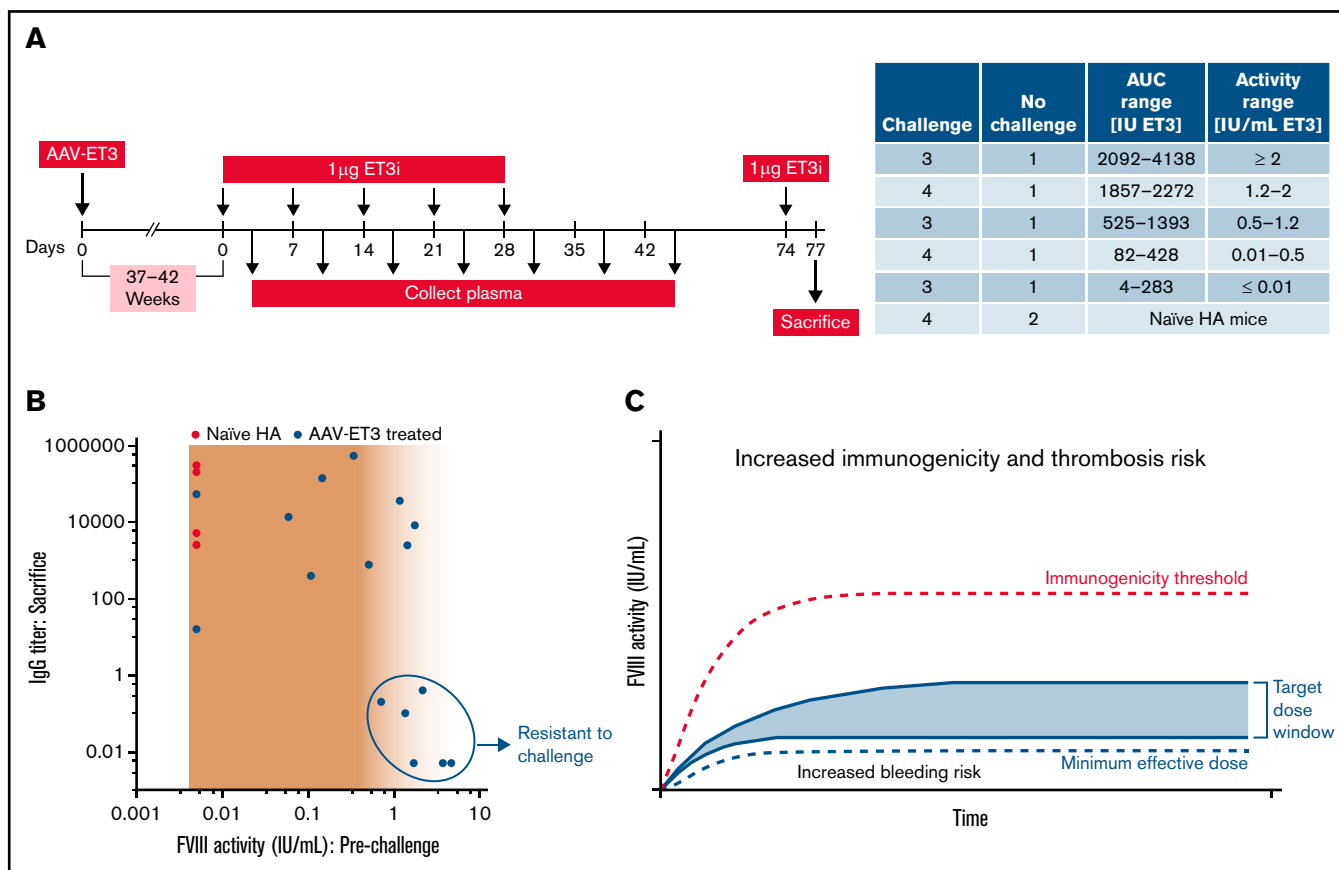 A
AAV-ET3
1µg ET3i
1µg ET3i
Days
0
0
7
14
21
28
35
42
74
77
37–42
Weeks
Collect plasma
Sacrifice
Challenge
No
challenge
AUC
range
[IU ET3]
Activity
range
[IU/mL ET3]
3 1 2092–4138 ≥ 2
4 1 1857–2272 1.2–2
3 1 525–1393 0.5–1.2
4 1 82–428 0.01–0.5
3 1 4–283 ≤ 0.01
4 2 Naïve HA mice
B
Naïve HA AAV-ET3 treated
IgG titer: Sacrifice
1000000
10000
100
1
0.01
0.001 0.01 0.1 1 10
FVIII activity (IU/mL): Pre-challenge
Resistant to
challenge
C
Increased immunogenicity and thrombosis risk
FVIII activity (IU/mL)
Immunogenicity threshold
Target
dose
window
Minimum effective dose
Increased bleeding risk
Time